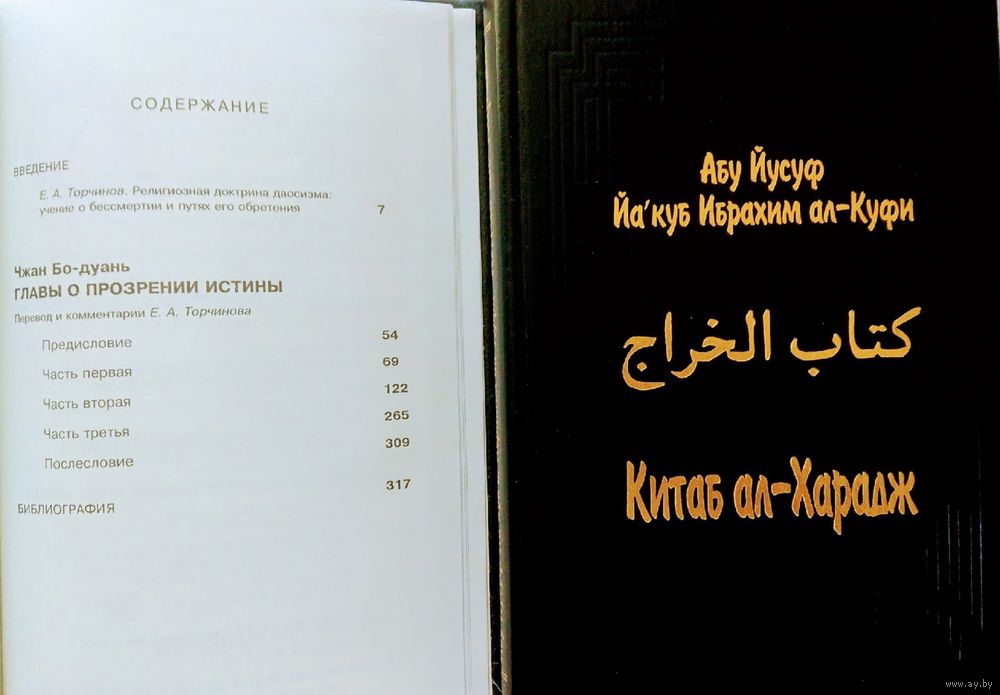 СОДЕРЖАНИЕ
ВВЕДЕНИЕ
Е. А. Торчинов. Религиозная доктрина даосизма:
учение о бессмертии и путях его обретения 7
Чжан Бо-дуань
ГЛАВЫ О ПРОЗРЕНИИ ИСТИНЫ
Перевод и комментарии Е. А. Торчинова
Предисловие 54
Часть первая 69
Часть вторая 122
Часть третья 265
Послесловие 309
БИБЛИОГРАФИЯ 317
Абу Йусуф
Йа'куб Ибрахим ал-Куфи
كتاب الخراج
Китаб ал-Харадж
www.ay.by